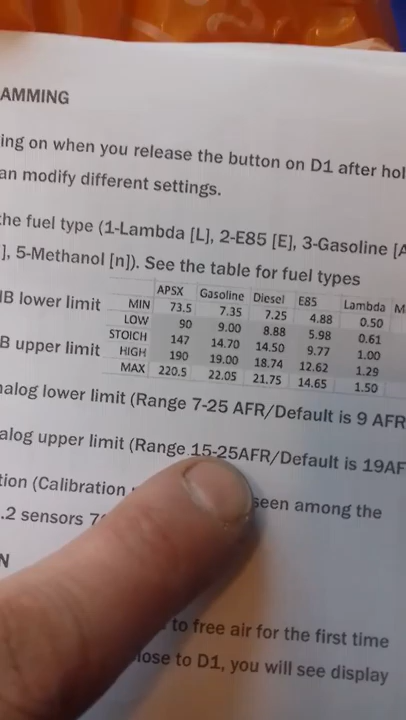 AMMING
ing on when you release the button on D1 after hol
an modify different settings.
the fuel type (1-Lambda [L], 2-E85 [E], 3-Gasoline [A
], 5-Methanol [n]). See the table for fuel types
APSX Gasoline Diesel E85 Lambda M
MIN 73.5 7.35 7.25 4.88 0.50
LOW 90 9.00 8.88 5.98 0.61
STOICH 147 14.70 14.50 9.77 1.00
HIGH 190 19.00 18.74 12.62 1.29
MAX 220.5 22.05 21.75 14.65 1.50
IB lower limit
B upper limit
nalog lower limit (Range 7-25 AFR/Default is 9 AFR
alog upper limit (Range 15-25AFR/Default is 19AF
tion (Calibration seen among the
.2 sensors
N
to free air for the first time
lose to D1, you will see display